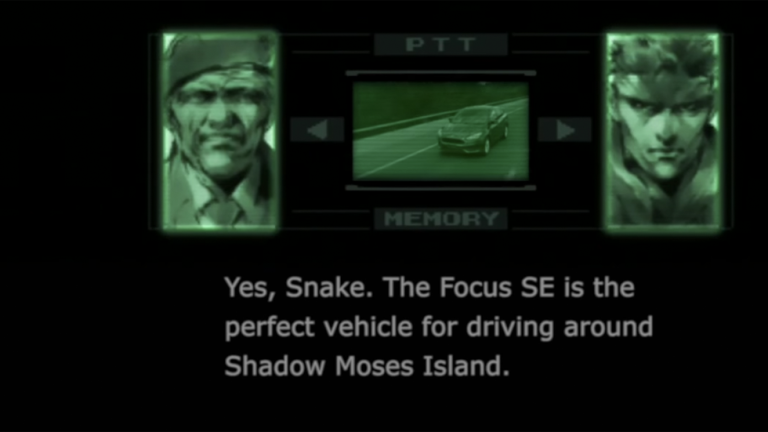 PTT
MEMORY
Yes, Snake. The Focus SE is the
perfect vehicle for driving around
Shadow Moses Island.